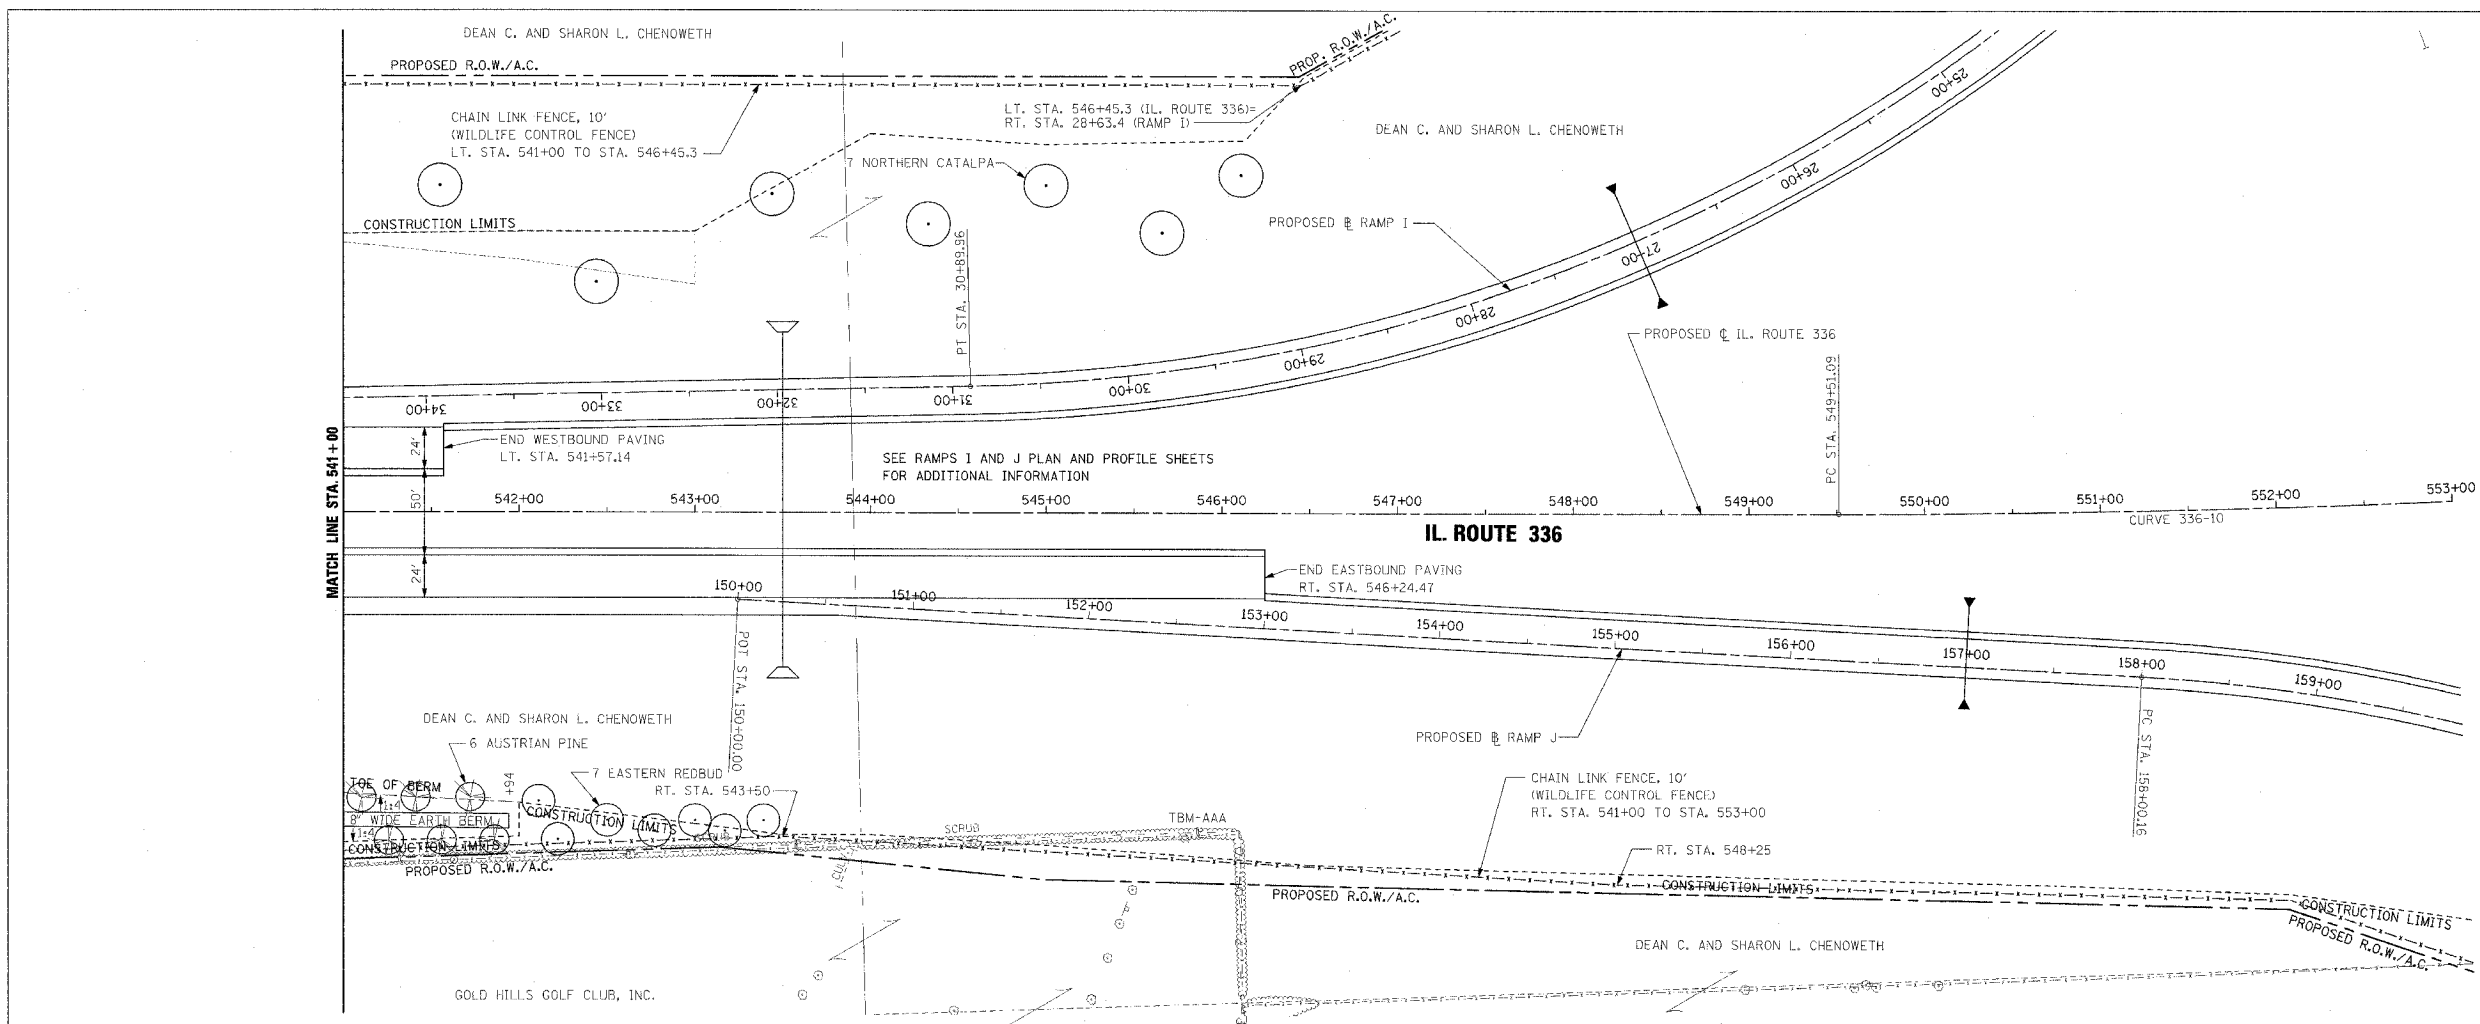 DEAN C. AND SHARON L. CHENOWETH
PROPOSED R.O.W./A.C.
PROP. R.O.W./A.C.
CHAIN LINK FENCE, 10'
(WILDLIFE CONTROL FENCE)
LT. STA. 541+00 TO STA. 546+45.3
LT. STA. 546+45.3 (IL. ROUTE 336)=
RT. STA. 28+63.4 (RAMP I)
DEAN C. AND SHARON L. CHENOWETH
7 NORTHERN CATALPA
CONSTRUCTION LIMITS
PROPOSED ℄ RAMP I
PT STA. 30+89.96
25+00
26+00
27+00
28+00
29+00
30+00
31+00
32+00
33+00
34+00
PROPOSED ℄ IL. ROUTE 336
PC STA. 549+51.09
MATCH LINE STA. 541+00
24'
50'
24'
END WESTBOUND PAVING
LT. STA. 541+57.14
SEE RAMPS I AND J PLAN AND PROFILE SHEETS
FOR ADDITIONAL INFORMATION
542+00
543+00
544+00
545+00
546+00
547+00
548+00
549+00
550+00
551+00
552+00
553+00
CURVE 336-10
IL. ROUTE 336
END EASTBOUND PAVING
RT. STA. 546+24.47
150+00
151+00
152+00
153+00
154+00
155+00
156+00
157+00
158+00
159+00
POT STA. 150+00.00
PC STA. 158+00.16
PROPOSED ℄ RAMP J
DEAN C. AND SHARON L. CHENOWETH
6 AUSTRIAN PINE
+94
7 EASTERN REDBUD
RT. STA. 543+50
TOE OF BERM
1:4
8' WIDE EARTH BERM
1:4
CONSTRUCTION LIMITS
CONSTRUCTION LIMITS
PROPOSED R.O.W./A.C.
SCRUB
TBM-AAA
CHAIN LINK FENCE, 10'
(WILDLIFE CONTROL FENCE)
RT. STA. 541+00 TO STA. 553+00
RT. STA. 548+25
CONSTRUCTION LIMITS
PROPOSED R.O.W./A.C.
CONSTRUCTION LIMITS
PROPOSED R.O.W./A.C.
DEAN C. AND SHARON L. CHENOWETH
GOLD HILLS GOLF CLUB, INC.